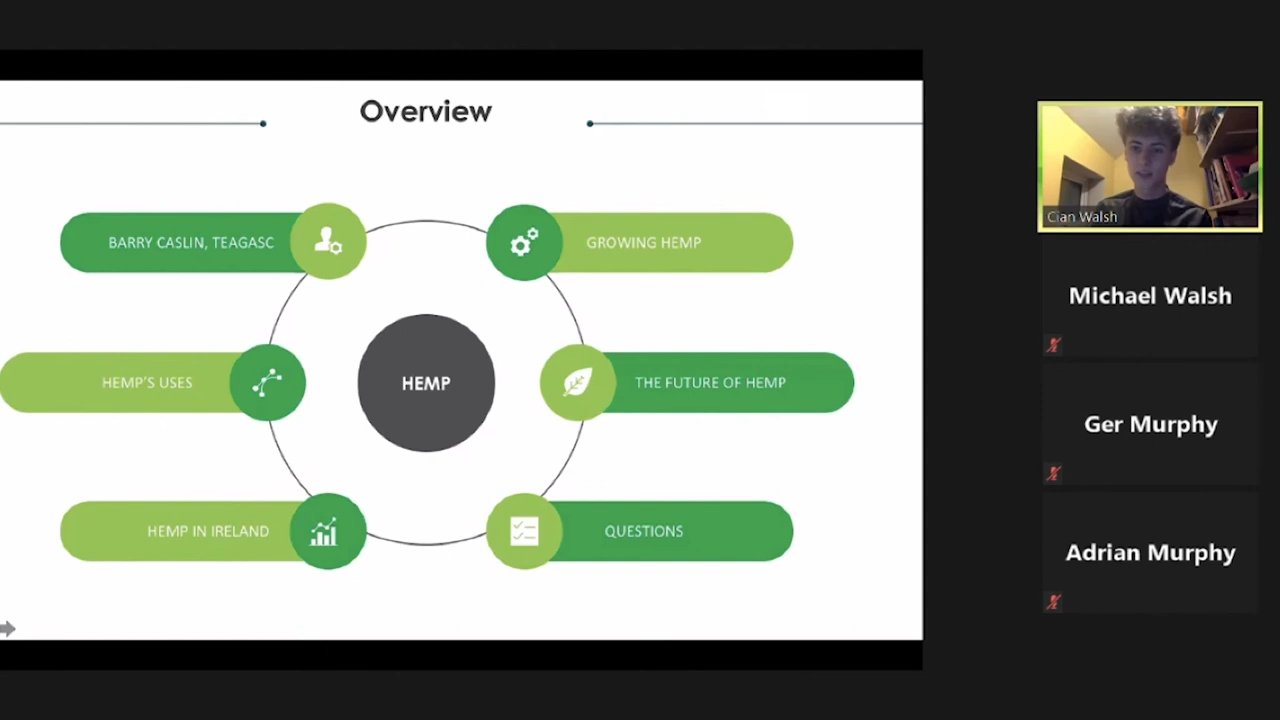 Overview
BARRY CASLIN, TEAGASC
GROWING HEMP
HEMP'S USES
HEMP
THE FUTURE OF HEMP
HEMP IN IRELAND
QUESTIONS
Cian Walsh
Michael Walsh
Ger Murphy
Adrian Murphy